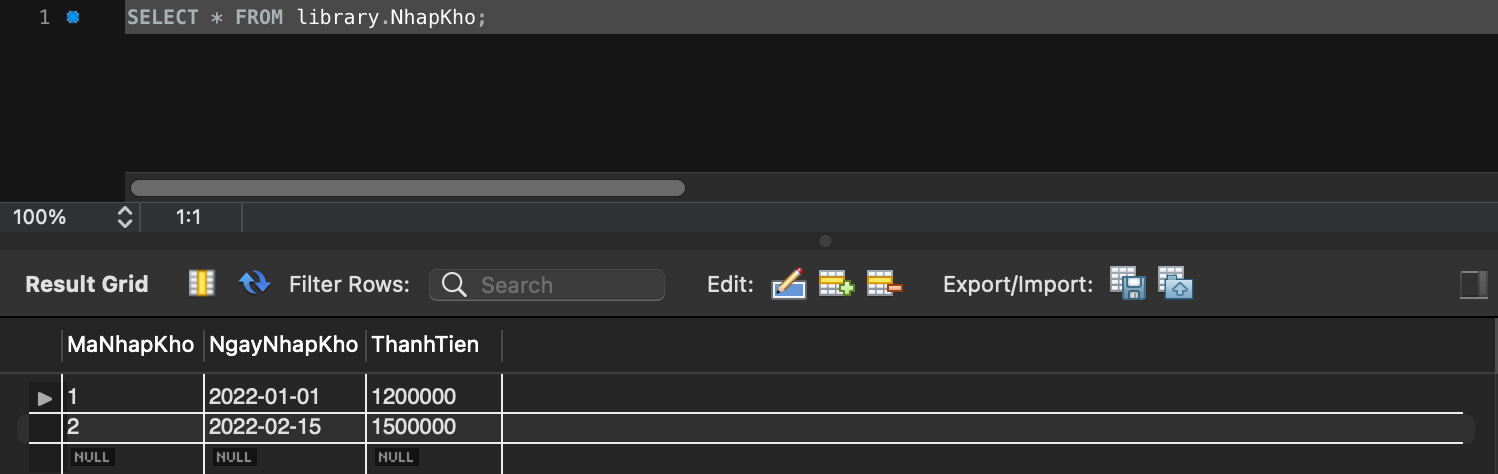 1 SELECT * FROM library.NhapKho;
100% 1:1
Result Grid Filter Rows: Search Edit: Export/Import:
MaNhapKho NgayNhapKho ThanhTien
1 2022-01-01 1200000
2 2022-02-15 1500000
NULL NULL NULL